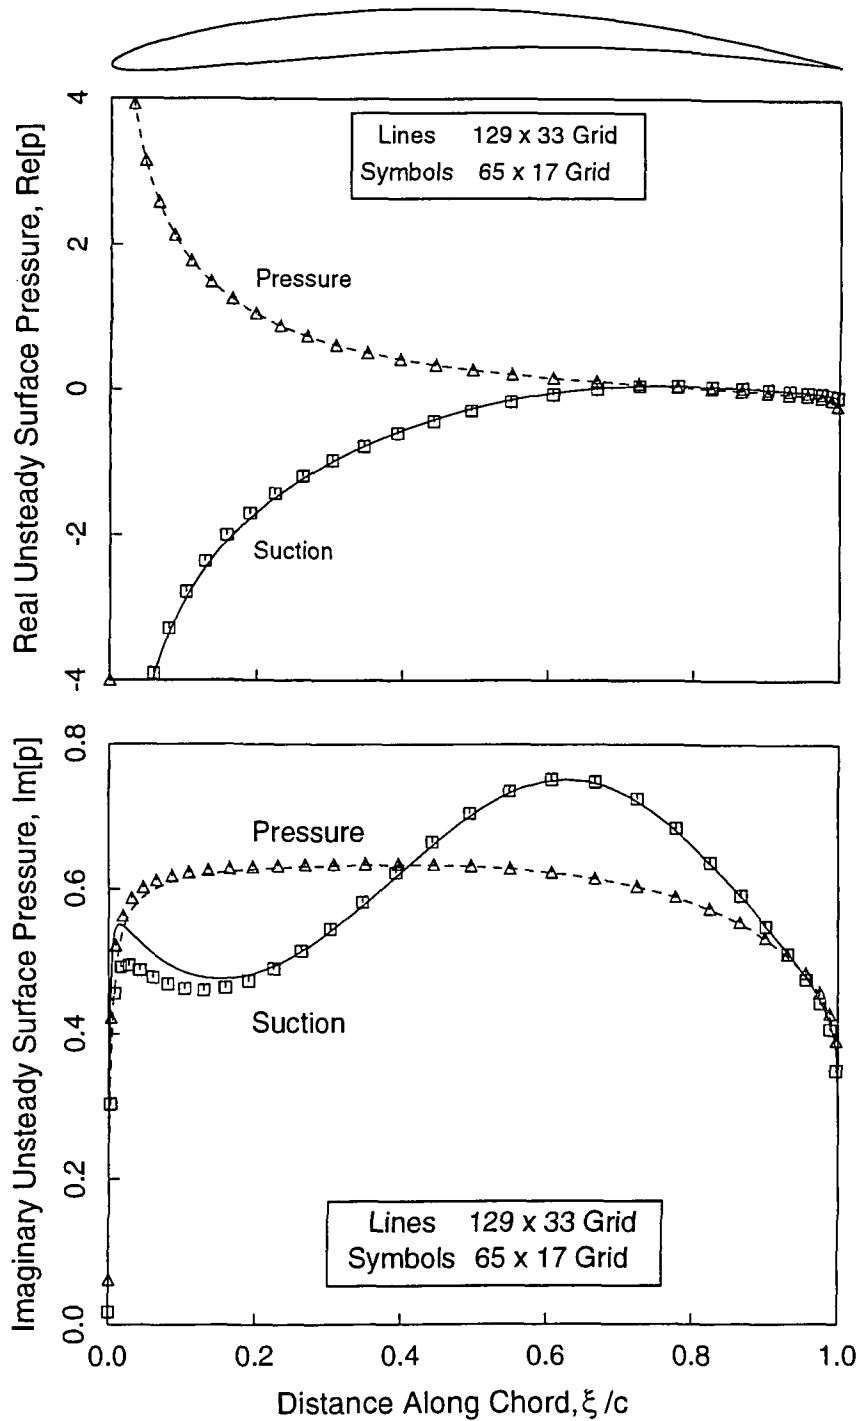 Real Unsteady Surface Pressure, Re[p]
4
2
0
-2
-4
Lines 129 x 33 Grid
Symbols 65 x 17 Grid
Pressure
Suction
Imaginary Unsteady Surface Pressure, Im[p]
0.8
0.6
0.4
0.2
0.0
Pressure
Suction
Lines 129 x 33 Grid
Symbols 65 x 17 Grid
0.0 0.2 0.4 0.6 0.8 1.0
Distance Along Chord, ξ /c